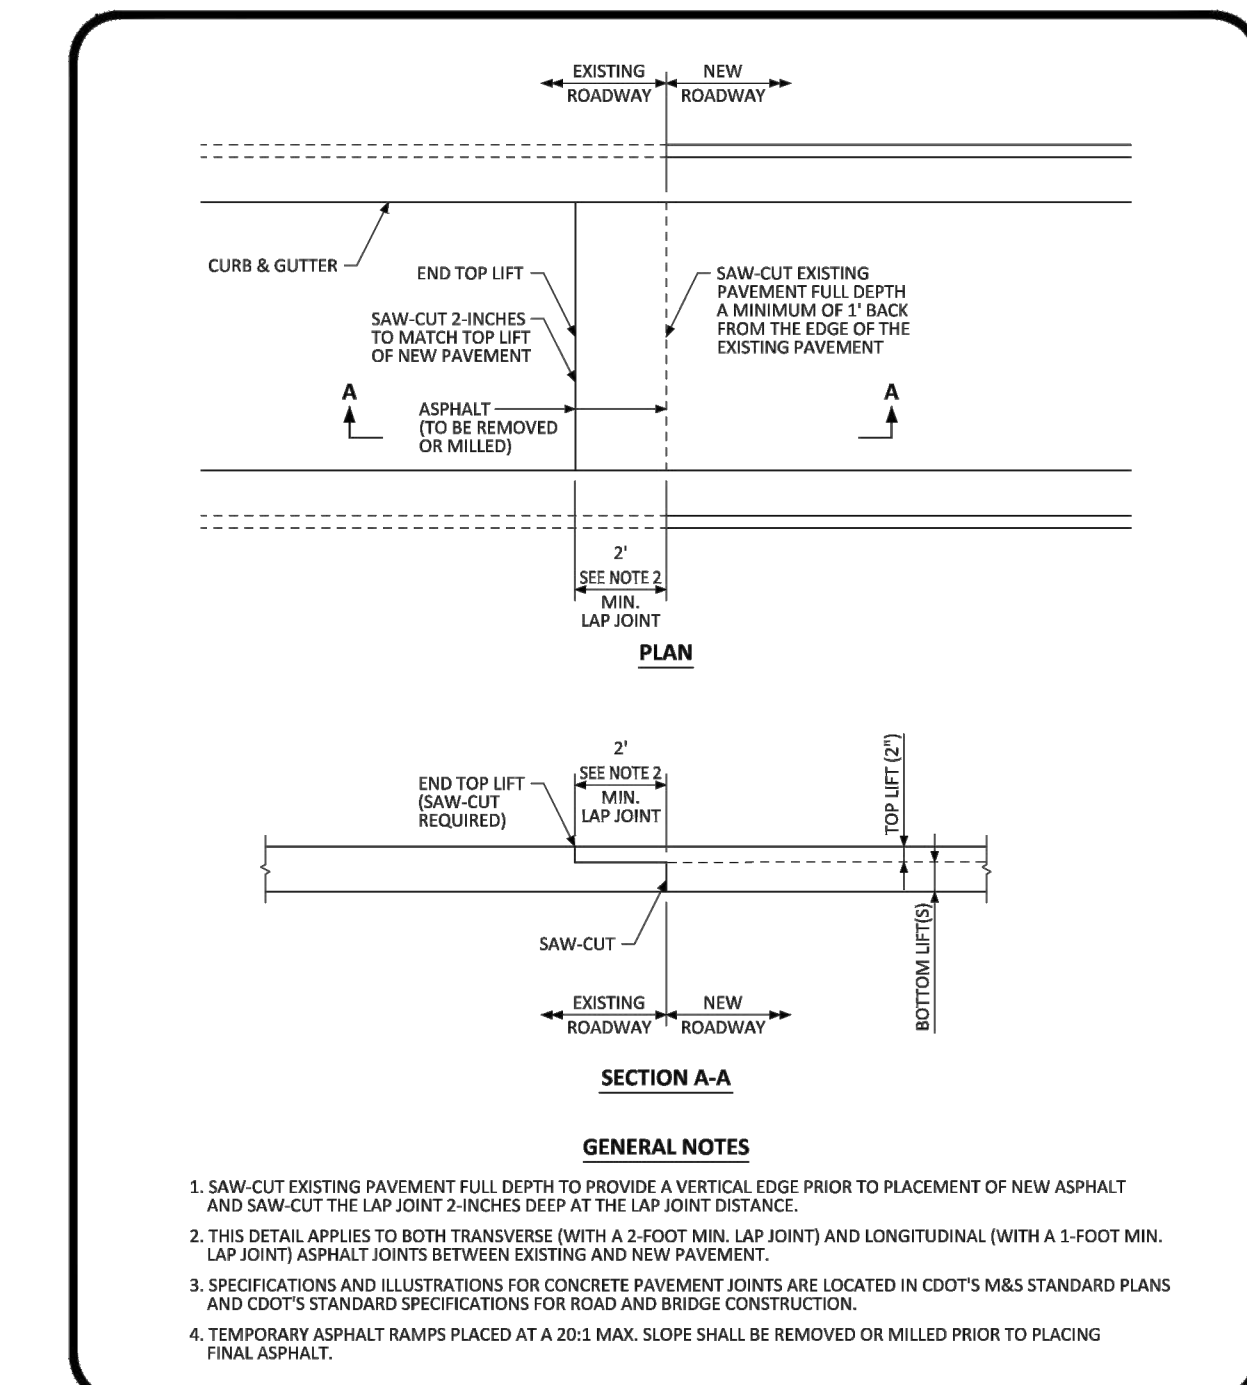 EXISTING
ROADWAY
NEW
ROADWAY
CURB & GUTTER
END TOP LIFT
SAW-CUT 2-INCHES
TO MATCH TOP LIFT
OF NEW PAVEMENT
SAW-CUT EXISTING
PAVEMENT FULL DEPTH
A MINIMUM OF 1' BACK
FROM THE EDGE OF THE
EXISTING PAVEMENT
A
A
ASPHALT
(TO BE REMOVED
OR MILLED)
2'
SEE NOTE 2
MIN.
LAP JOINT
PLAN
2'
SEE NOTE 2
MIN.
LAP JOINT
END TOP LIFT
(SAW-CUT
REQUIRED)
TOP LIFT (2")
SAW-CUT
BOTTOM LIFT(S)
EXISTING
ROADWAY
NEW
ROADWAY
SECTION A-A
GENERAL NOTES
1. SAW-CUT EXISTING PAVEMENT FULL DEPTH TO PROVIDE A VERTICAL EDGE PRIOR TO PLACEMENT OF NEW ASPHALT
AND SAW-CUT THE LAP JOINT 2-INCHES DEEP AT THE LAP JOINT DISTANCE.
2. THIS DETAIL APPLIES TO BOTH TRANSVERSE (WITH A 2-FOOT MIN. LAP JOINT) AND LONGITUDINAL (WITH A 1-FOOT MIN.
LAP JOINT) ASPHALT JOINTS BETWEEN EXISTING AND NEW PAVEMENT.
3. SPECIFICATIONS AND ILLUSTRATIONS FOR CONCRETE PAVEMENT JOINTS ARE LOCATED IN CDOT'S M&S STANDARD PLANS
AND CDOT'S STANDARD SPECIFICATIONS FOR ROAD AND BRIDGE CONSTRUCTION.
4. TEMPORARY ASPHALT RAMPS PLACED AT A 20:1 MAX. SLOPE SHALL BE REMOVED OR MILLED PRIOR TO PLACING
FINAL ASPHALT.